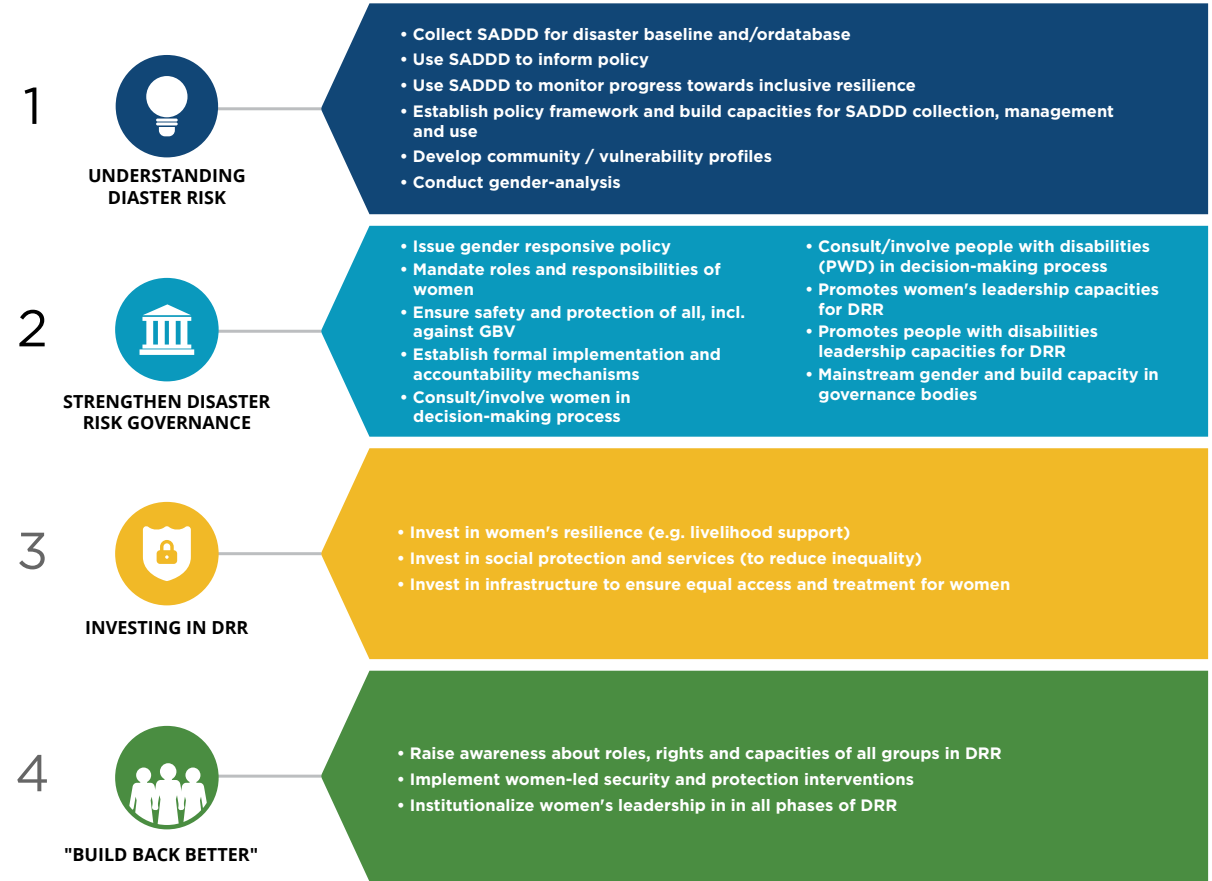 1
UNDERSTANDING
DIASTER RISK
• Collect SADDD for disaster baseline and/ordatabase
• Use SADDD to inform policy
• Use SADDD to monitor progress towards inclusive resilience
• Establish policy framework and build capacities for SADDD collection, management
and use
• Develop community / vulnerability profiles
• Conduct gender-analysis
2
STRENGTHEN DISASTER
RISK GOVERNANCE
• Issue gender responsive policy
• Mandate roles and responsibilities of
women
• Ensure safety and protection of all, incl.
against GBV
• Establish formal implementation and
accountability mechanisms
• Consult/involve women in
decision-making process
• Consult/involve people with disabilities
(PWD) in decision-making process
• Promotes women's leadership capacities
for DRR
• Promotes people with disabilities
leadership capacities for DRR
• Mainstream gender and build capacity in
governance bodies
3
INVESTING IN DRR
• Invest in women's resilience (e.g. livelihood support)
• Invest in social protection and services (to reduce inequality)
• Invest in infrastructure to ensure equal access and treatment for women
4
"BUILD BACK BETTER"
• Raise awareness about roles, rights and capacities of all groups in DRR
• Implement women-led security and protection interventions
• Institutionalize women's leadership in in all phases of DRR